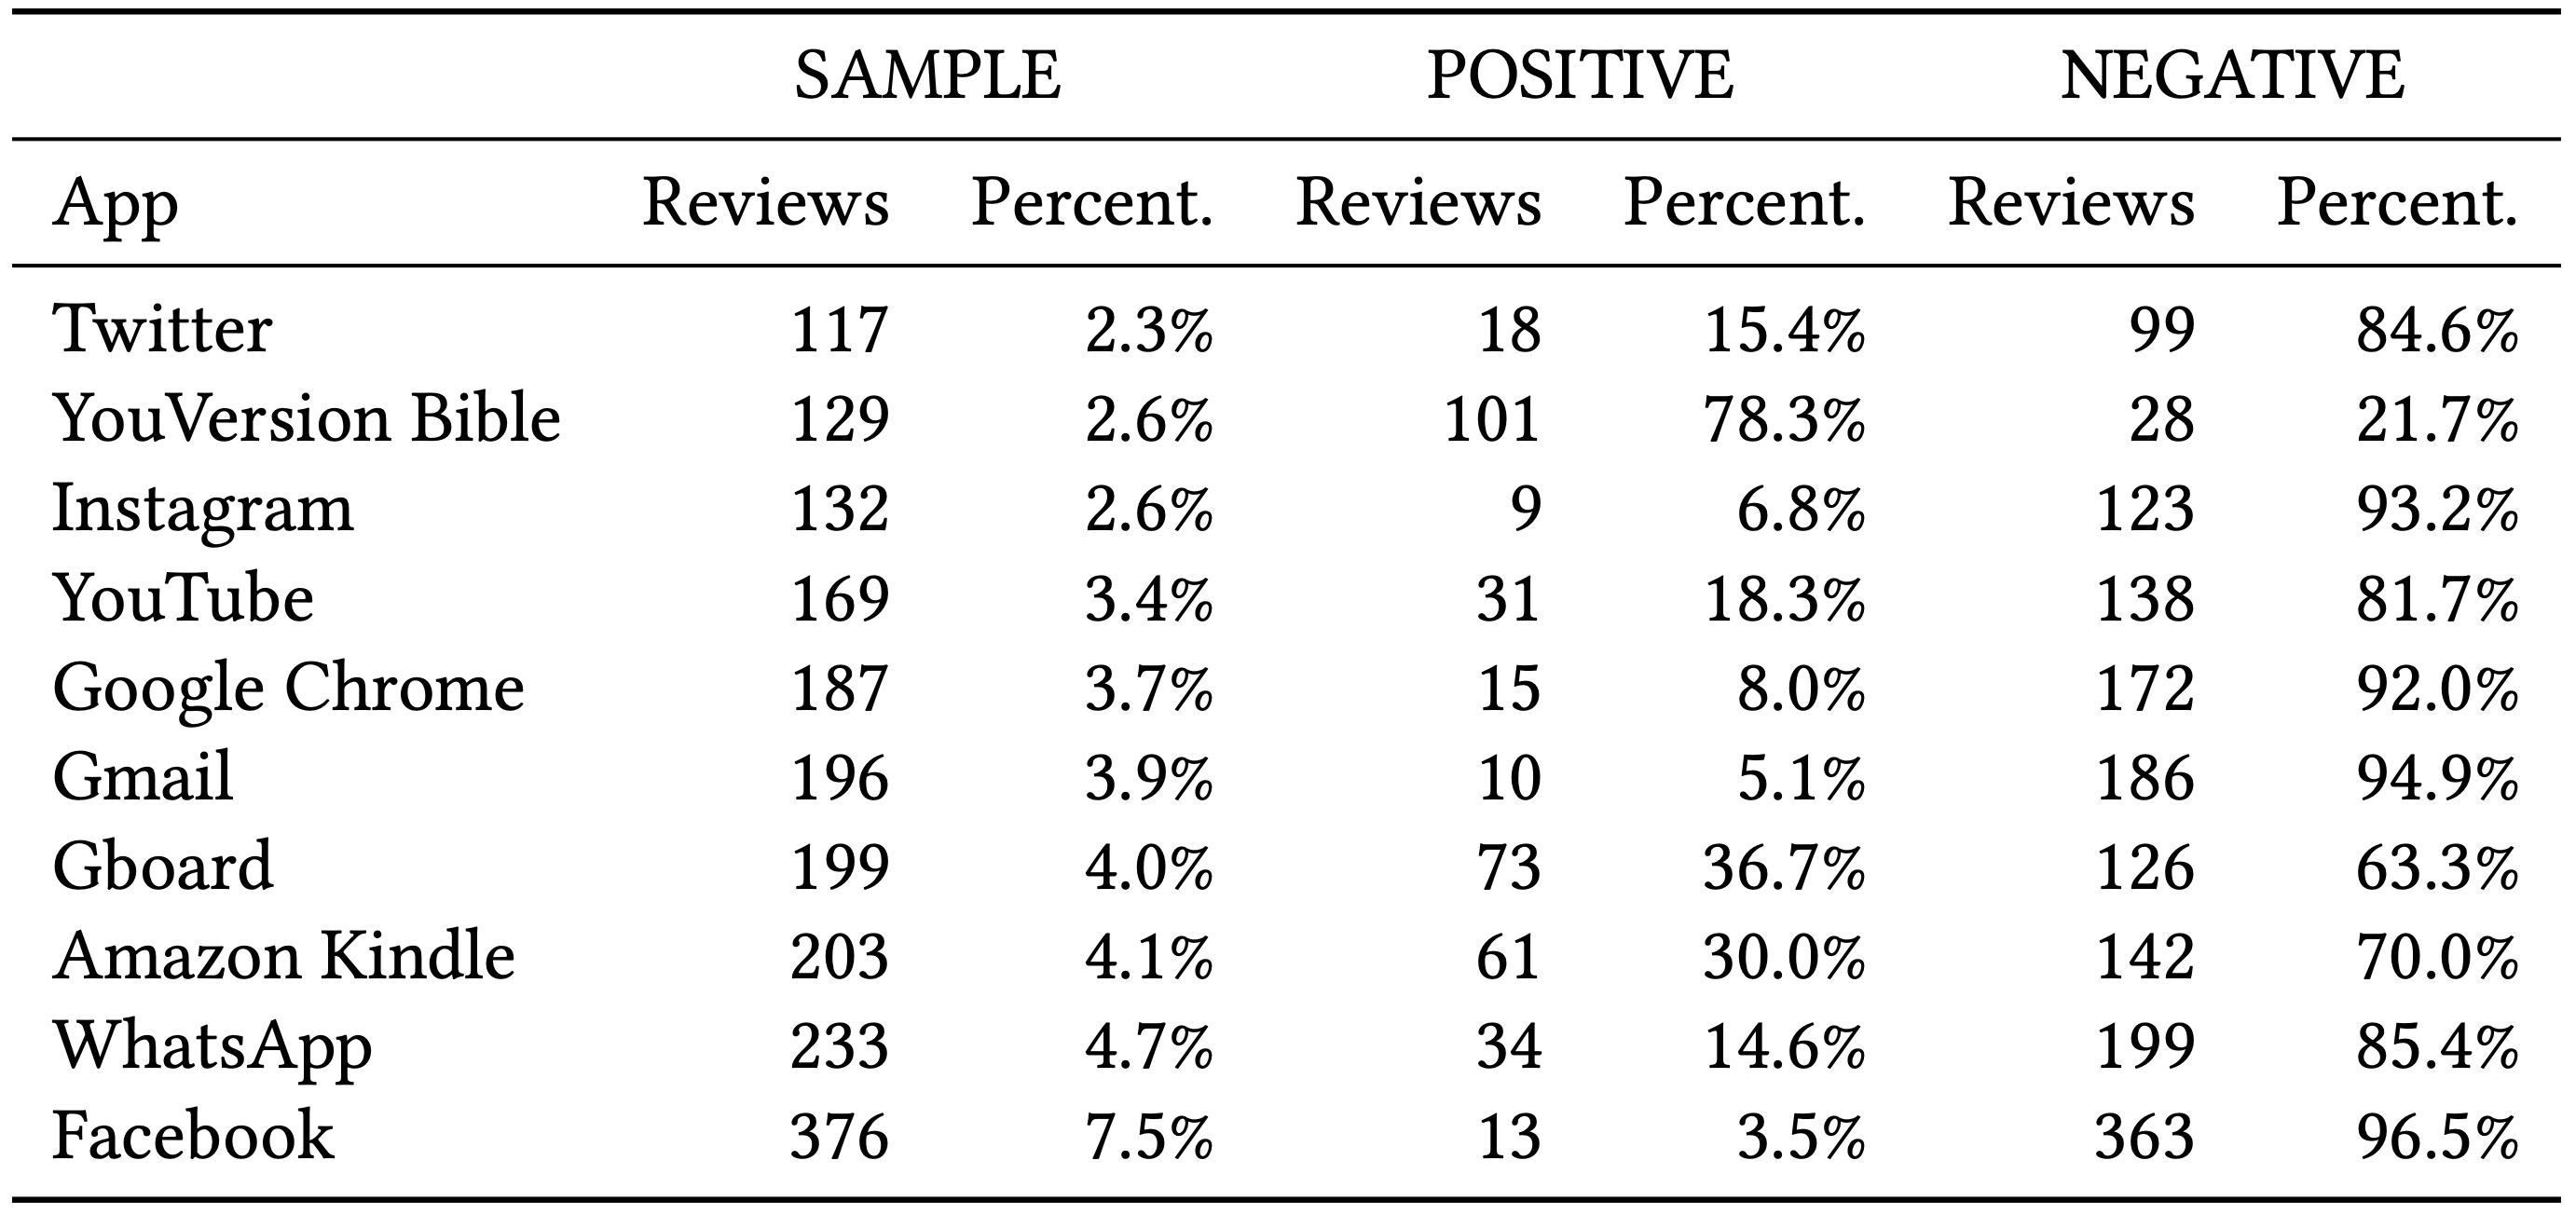 SAMPLE POSITIVE NEGATIVE
App Reviews Percent. Reviews Percent. Reviews Percent.
Twitter 117 2.3% 18 15.4% 99 84.6%
YouVersion Bible 129 2.6% 101 78.3% 28 21.7%
Instagram 132 2.6% 9 6.8% 123 93.2%
YouTube 169 3.4% 31 18.3% 138 81.7%
Google Chrome 187 3.7% 15 8.0% 172 92.0%
Gmail 196 3.9% 10 5.1% 186 94.9%
Gboard 199 4.0% 73 36.7% 126 63.3%
Amazon Kindle 203 4.1% 61 30.0% 142 70.0%
WhatsApp 233 4.7% 34 14.6% 199 85.4%
Facebook 376 7.5% 13 3.5% 363 96.5%